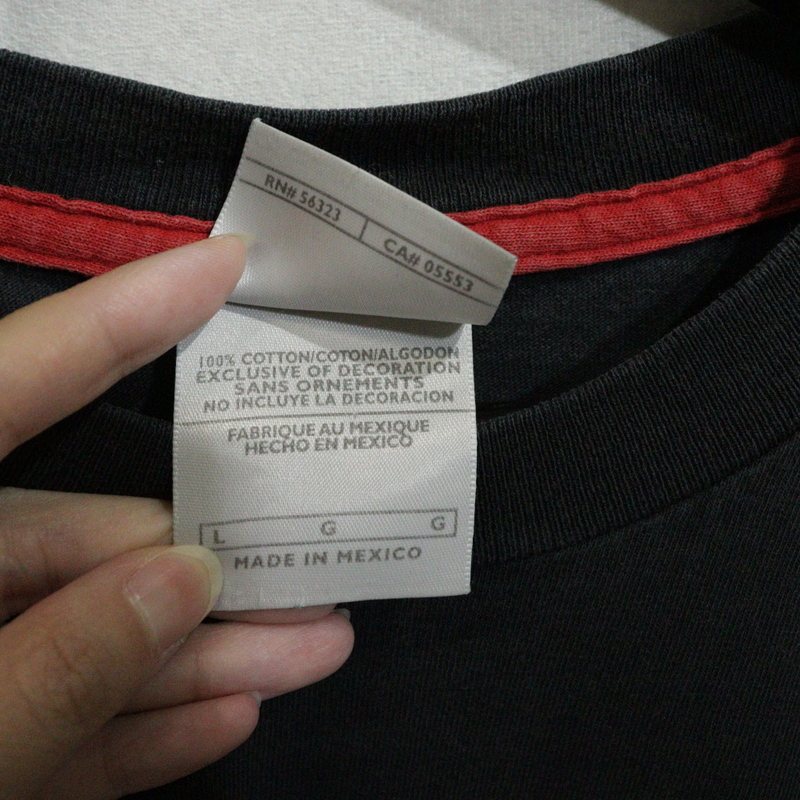 RN# 56323 | CA# 05553
100% COTTON/COTON/ALGODON
EXCLUSIVE OF DECORATION
SANS ORNEMENTS
NO INCLUYE LA DECORACION
FABRIQUE AU MEXIQUE
HECHO EN MEXICO
L G G
MADE IN MEXICO